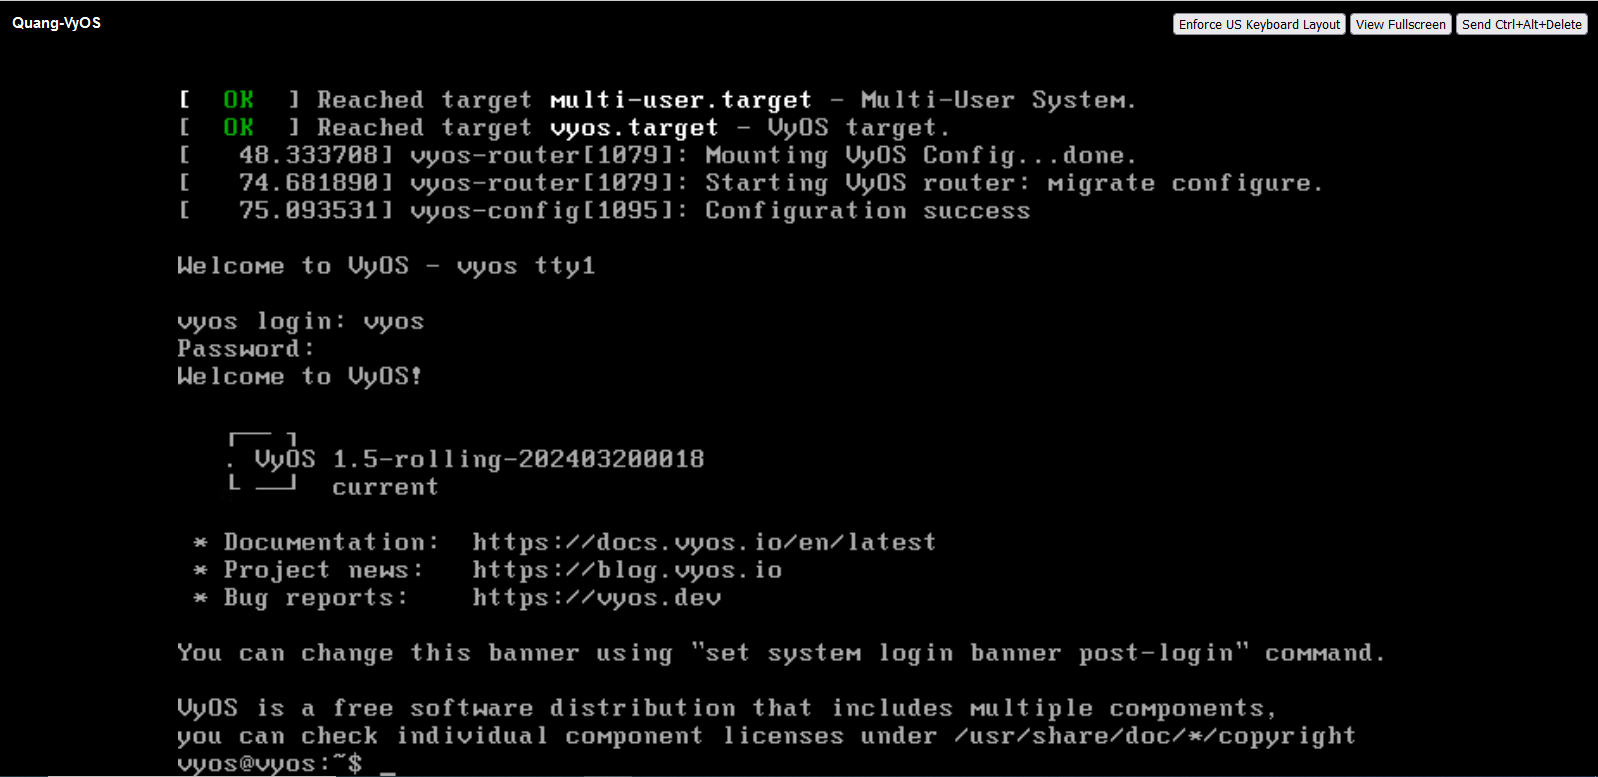 Quang-VyOS
Enforce US Keyboard Layout View Fullscreen Send Ctrl+Alt+Delete
[  OK  ] Reached target multi-user.target - Multi-User System.
[  OK  ] Reached target vyos.target - VyOS target.
[   48.333708] vyos-router[1079]: Mounting VyOS Config...done.
[   74.681890] vyos-router[1079]: Starting VyOS router: migrate configure.
[   75.093531] vyos-config[1095]: Configuration success
Welcome to VyOS - vyos tty1
vyos login: vyos
Password:
Welcome to VyOS!
. VyOS 1.5-rolling-202403200018
current
* Documentation:  https://docs.vyos.io/en/latest
* Project news:   https://blog.vyos.io
* Bug reports:    https://vyos.dev
You can change this banner using "set system login banner post-login" command.
VyOS is a free software distribution that includes multiple components,
you can check individual component licenses under /usr/share/doc/*/copyright
vyos@vyos:~$ _